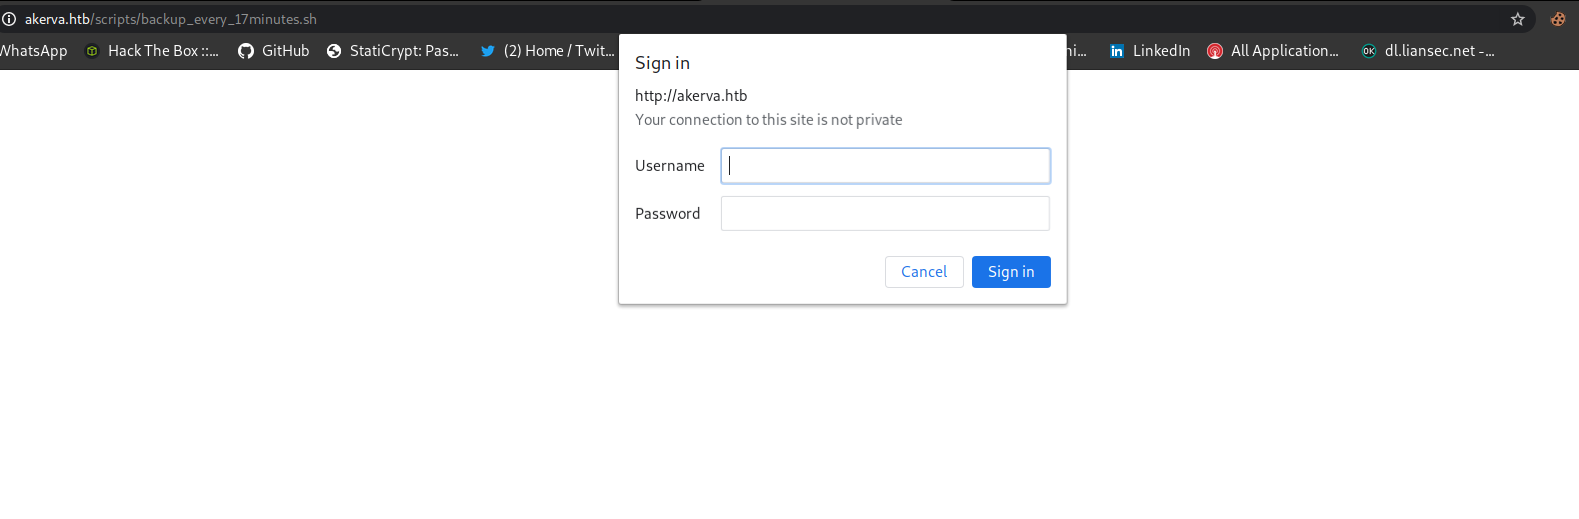 akerva.htb/scripts/backup_every_17minutes.sh
WhatsApp Hack The Box ::... GitHub StatiCrypt: Pas... (2) Home / Twit... ni... LinkedIn All Application... OK dl.liansec.net -...
Sign in
http://akerva.htb
Your connection to this site is not private
Username
Password
Cancel Sign in